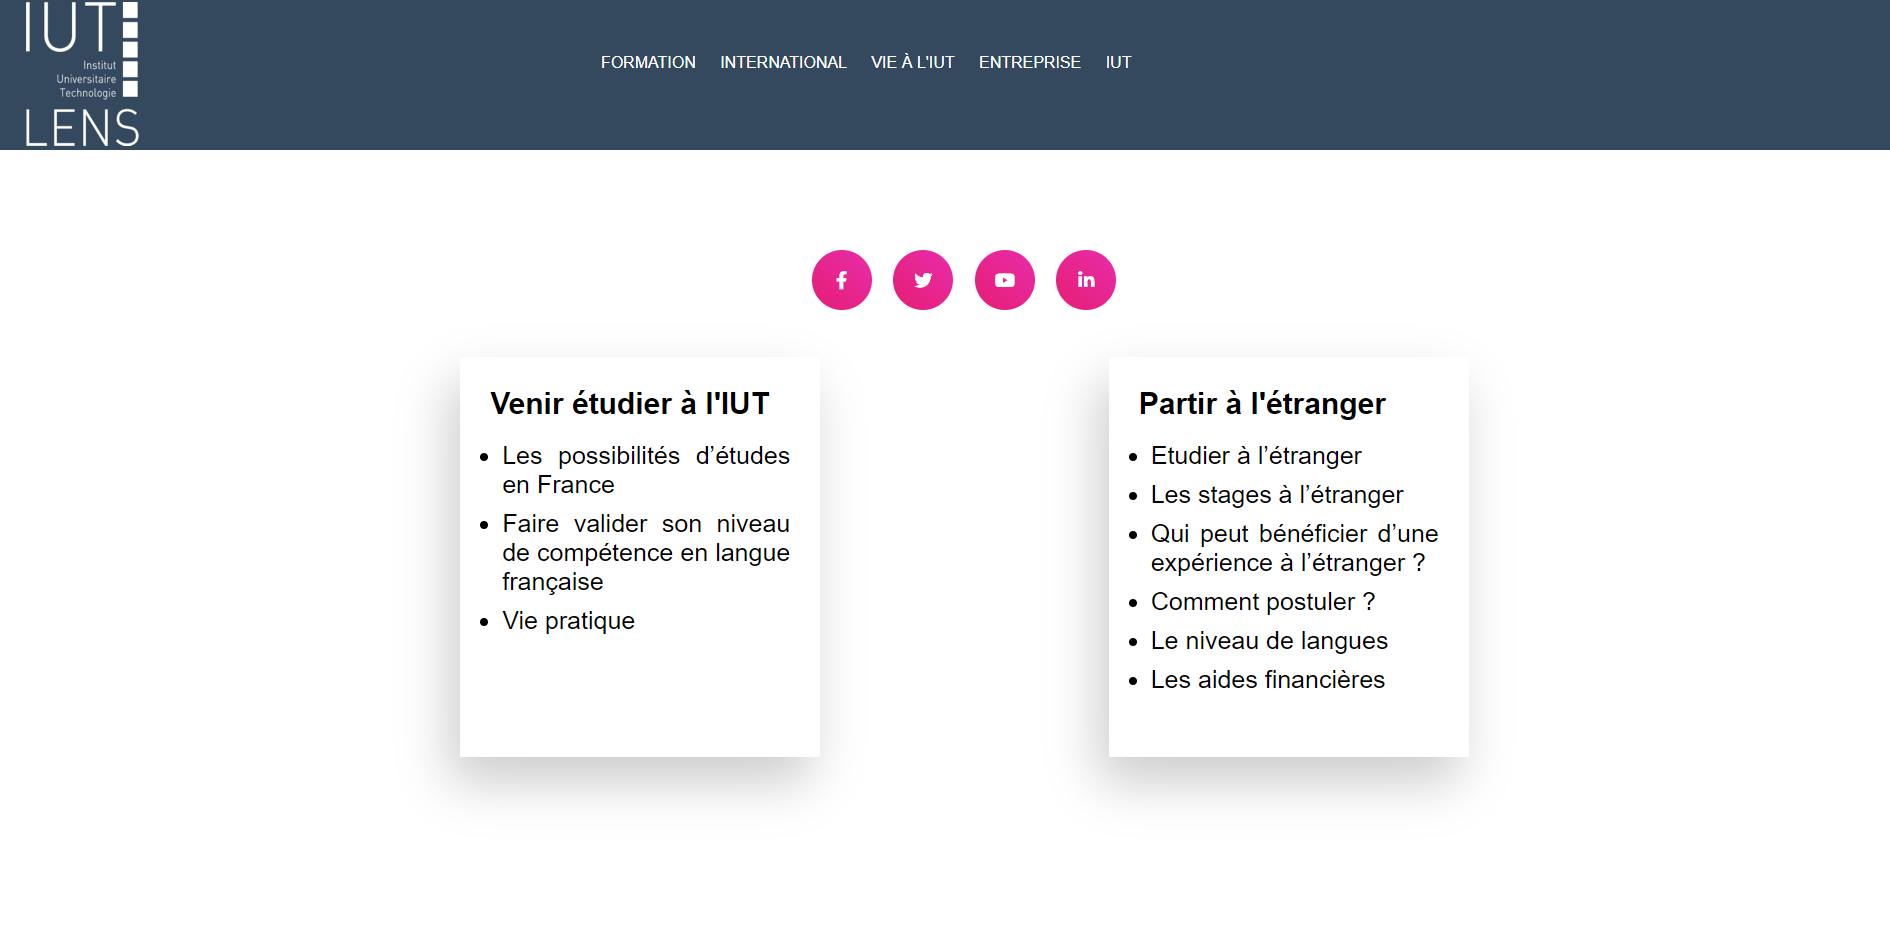 IUT
Institut
Universitaire
Technologie
LENS
FORMATION INTERNATIONAL VIE À L'IUT ENTREPRISE IUT
Venir étudier à l'IUT
Les possibilités d’études
en France
Faire valider son niveau
de compétence en langue
française
Vie pratique
Partir à l'étranger
Etudier à l’étranger
Les stages à l’étranger
Qui peut bénéficier d’une
expérience à l’étranger ?
Comment postuler ?
Le niveau de langues
Les aides financières